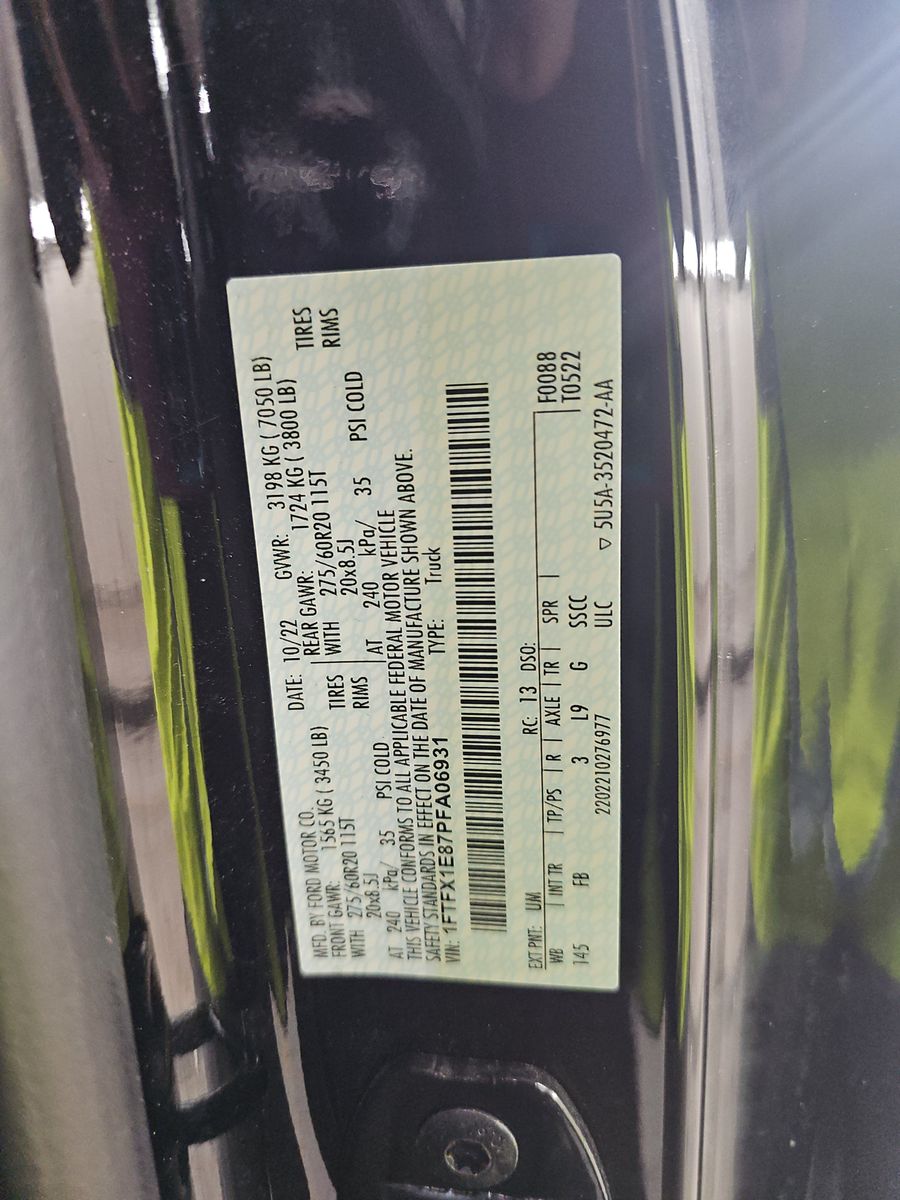 MFD. BY FORD MOTOR CO.
DATE: 10/22 GVWR: 3198 KG ( 7050 LB)
FRONT GAWR: 1565 KG ( 3450 LB) REAR GAWR: 1724 KG ( 3800 LB)
WITH 275/60R20 115T TIRES WITH 275/60R20 115T TIRES
20x8.5J RIMS 20x8.5J RIMS
AT 240 kPa/ 35 PSI COLD AT 240 kPa/ 35 PSI COLD
THIS VEHICLE CONFORMS TO ALL APPLICABLE FEDERAL MOTOR VEHICLE
SAFETY STANDARDS IN EFFECT ON THE DATE OF MANUFACTURE SHOWN ABOVE.
VIN: 1FTFX1E87PFA06931 TYPE: Truck
EXT PNT: UM RC: 13 DSO: F0088
WB INT TR TP/PS R AXLE TR SPR T0522
145 FB 3 L9 G SSCC
220221027697​7 ULC ▽ 5U5A-3520472-AA